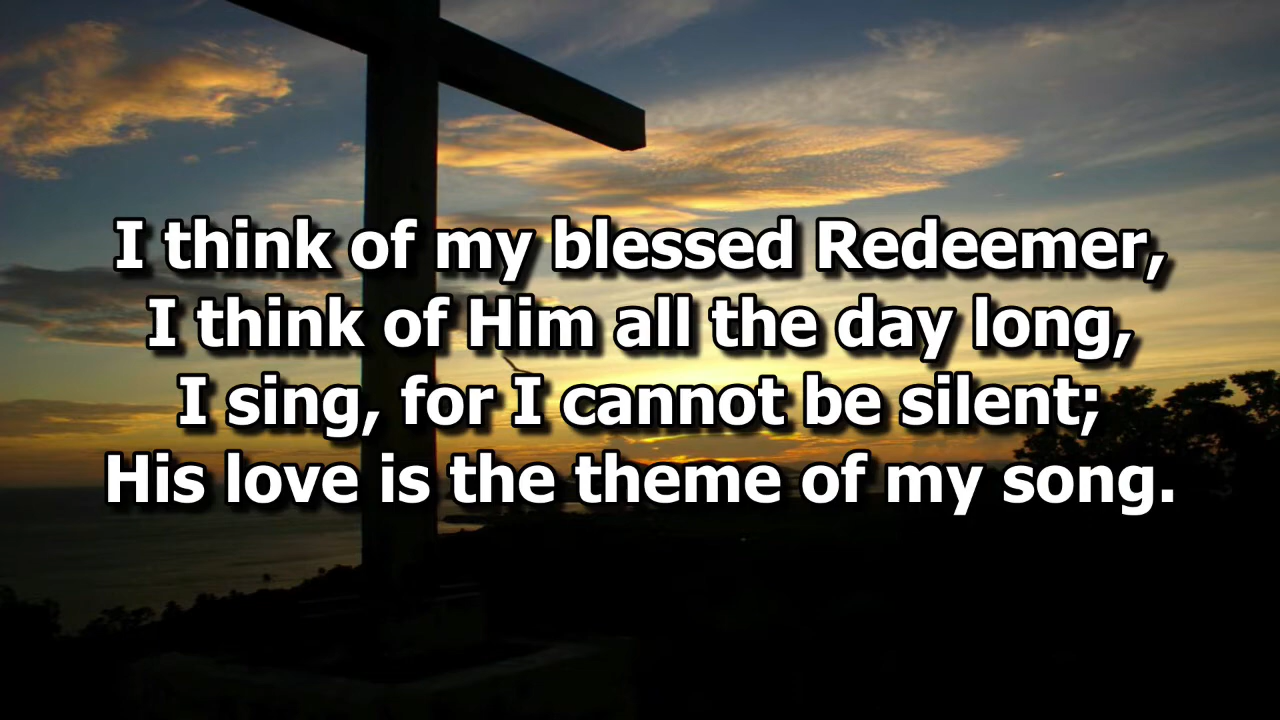 I think of my blessed Redeemer,
I think of Him all the day long,
I sing, for I cannot be silent;
His love is the theme of my song.